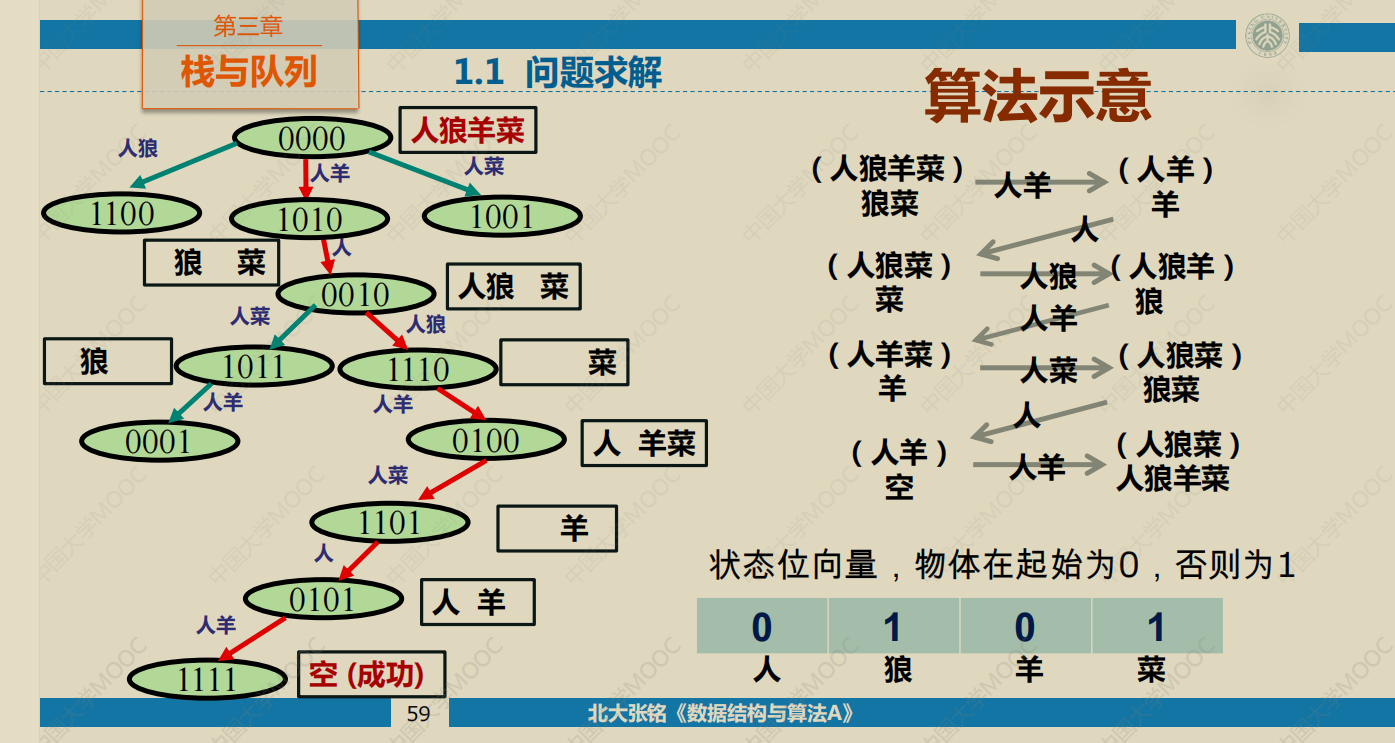 第三章
栈与队列
1.1 问题求解
算法示意
0000
人狼羊菜
人狼
人羊
人菜
1100
1010
1001
狼 菜
人
0010
人狼 菜
人菜
人狼
狼
1011
1110
菜
人羊
人羊
0001
0100
人 羊菜
人菜
1101
羊
人
0101
人 羊
人羊
1111
空 (成功)
（人狼羊菜）
狼菜
人羊
（人羊）
羊
人
（人狼菜）
菜
人狼
（人狼羊）
狼
人羊
（人羊菜）
羊
人菜
（人狼菜）
狼菜
人
（人羊）
空
人羊
（人狼菜）
人狼羊菜
状态位向量，物体在起始为0，否则为1
0 1 0 1
人 狼 羊 菜
59
北大张铭《数据结构与算法A》
中国大学MOOC